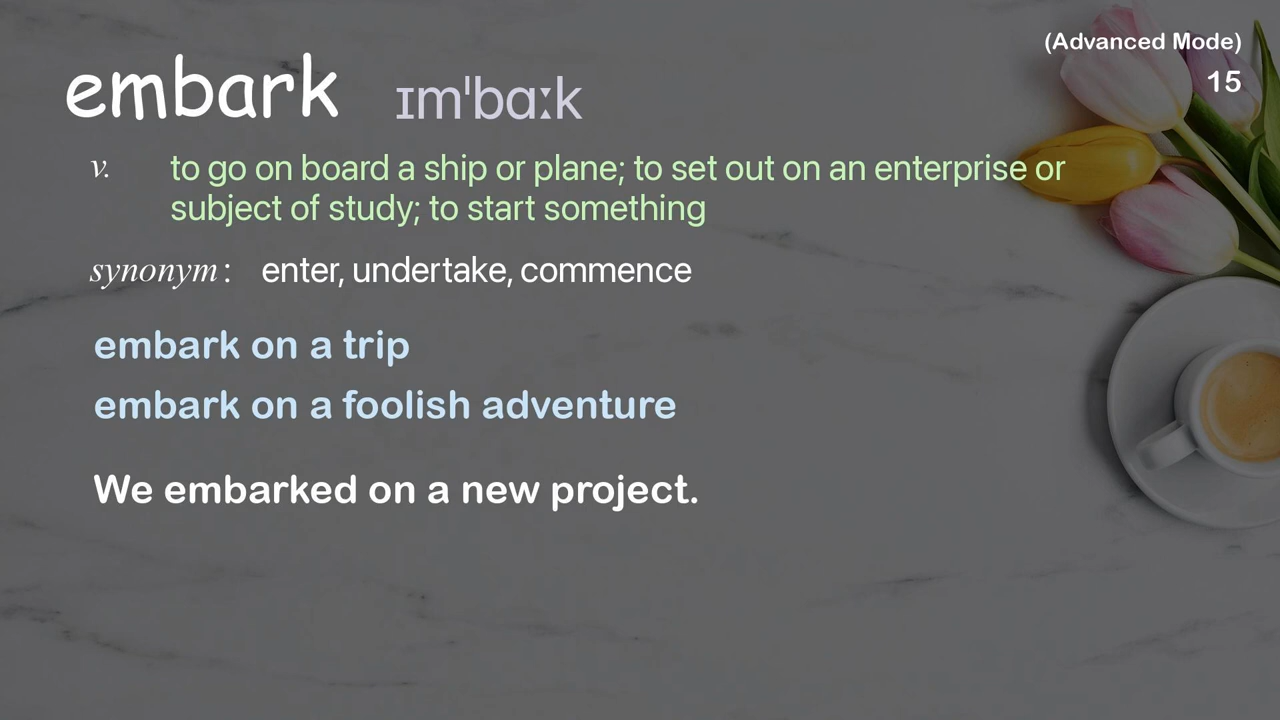 (Advanced Mode)
15
embark ɪmˈbɑːk
v. to go on board a ship or plane; to set out on an enterprise or
subject of study; to start something
synonym : enter, undertake, commence
embark on a trip
embark on a foolish adventure
We embarked on a new project.